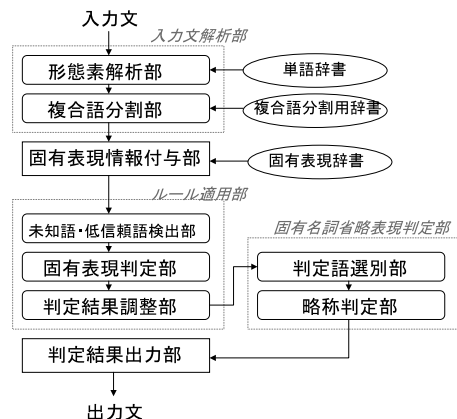 入力文
入力文解析部
形態素解析部
単語辞書
複合語分割部
複合語分割用辞書
固有表現情報付与部
固有表現辞書
ルール適用部
未知語・低信頼語検出部
固有名詞省略表現判定部
固有表現判定部
判定語選別部
判定結果調整部
略称判定部
判定結果出力部
出力文